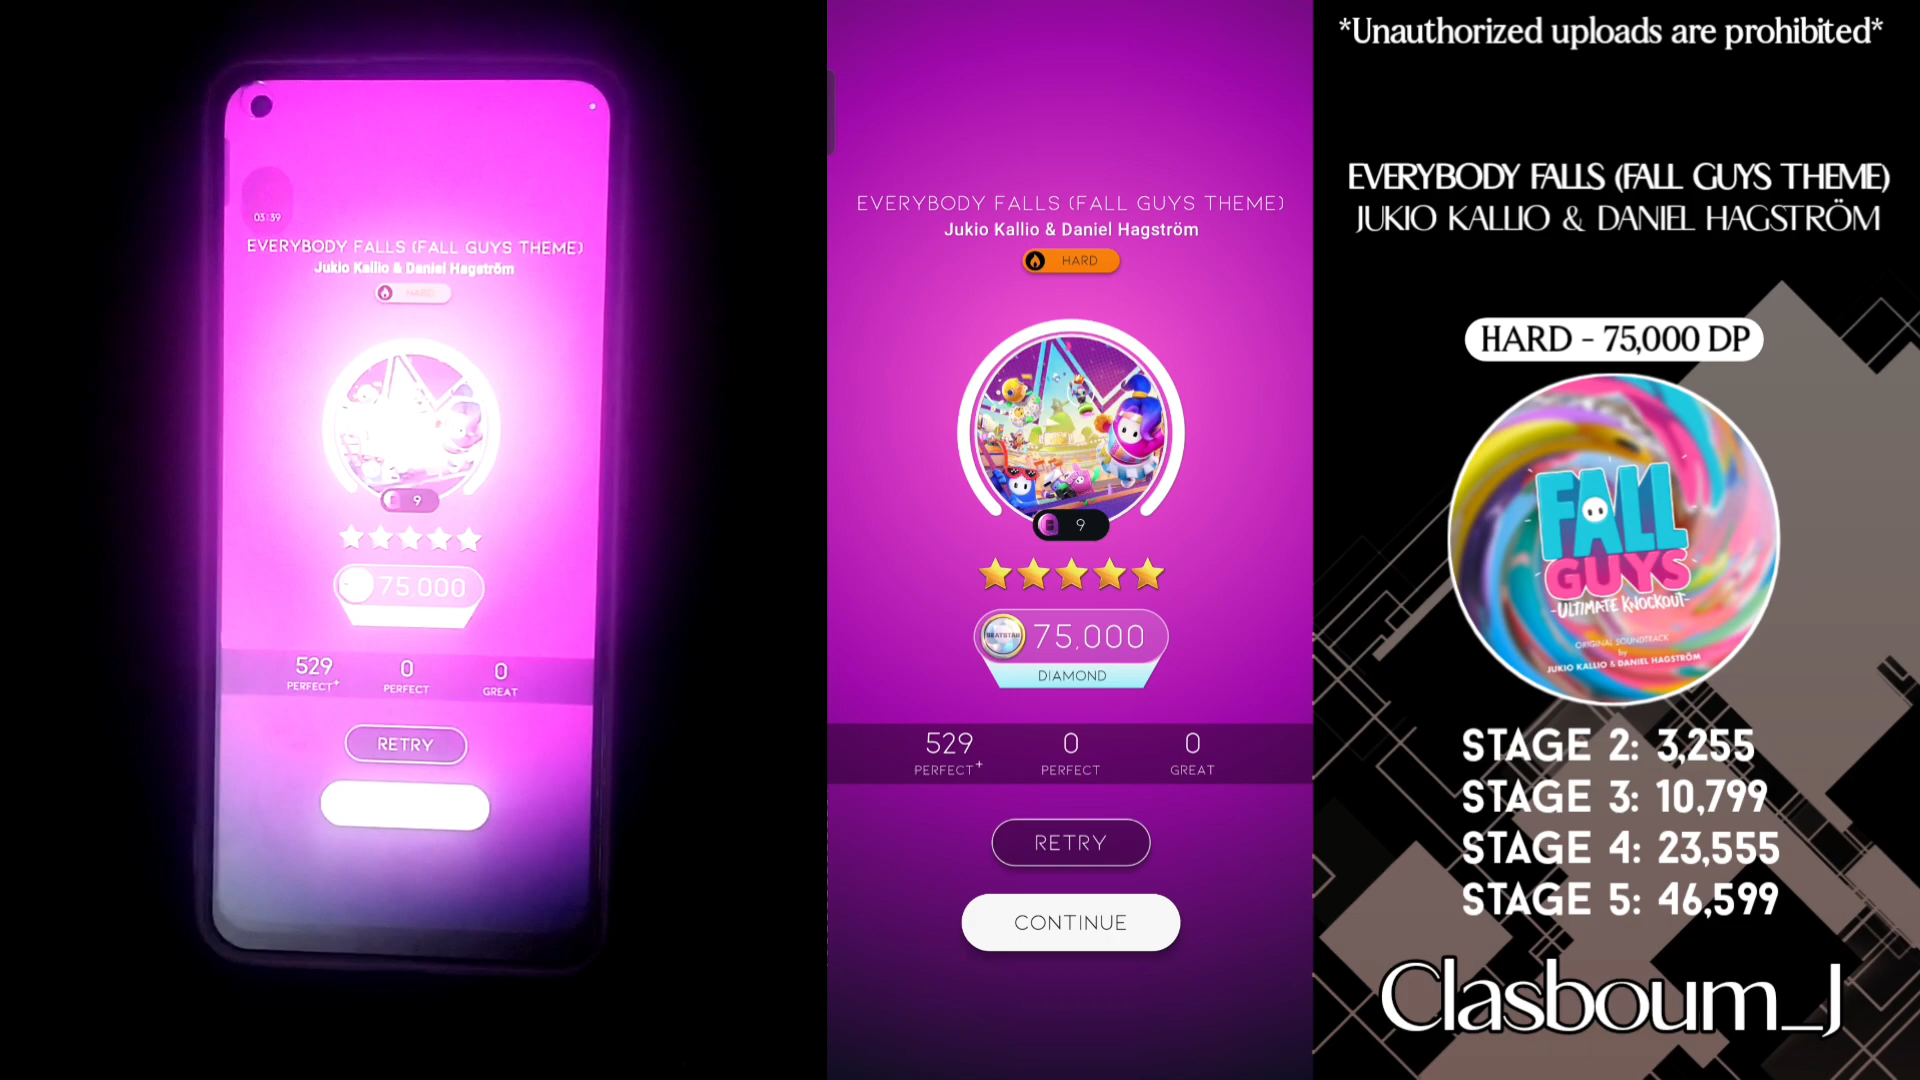 03:39
EVERYBODY FALLS (FALL GUYS THEME)
Jukio Kallio & Daniel Hagström
HARD
9
75,000
529
PERFECT+
0
PERFECT
0
GREAT
RETRY
EVERYBODY FALLS (FALL GUYS THEME)
Jukio Kallio & Daniel Hagström
HARD
9
BEATSTAR
75,000
DIAMOND
529
PERFECT+
0
PERFECT
0
GREAT
RETRY
CONTINUE
*Unauthorized uploads are prohibited*
EVERYBODY FALLS (FALL GUYS THEME)
JUKIO KALLIO & DANIEL HAGSTRÖM
HARD - 75,000 DP
FALL
GUYS
-ULTIMATE KNOCKOUT-
ORIGINAL SOUNDTRACK
by
JUKIO KALLIO & DANIEL HAGSTRÖM
STAGE 2: 3,255
STAGE 3: 10,799
STAGE 4: 23,555
STAGE 5: 46,599
Clasboum_J